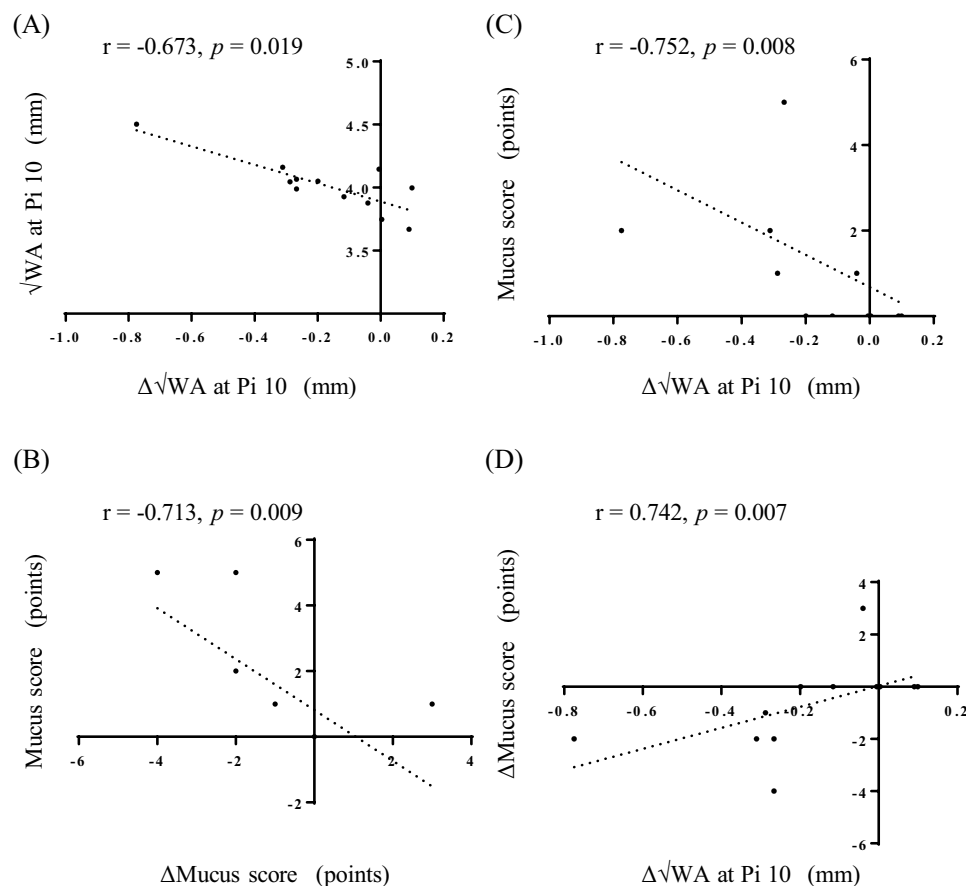 (A)
r = -0.673, p = 0.019
√WA at Pi 10 (mm)
5.0
4.5
4.0
3.5
-1.0 -0.8 -0.6 -0.4 -0.2 0.0 0.2
Δ√WA at Pi 10 (mm)
(C)
r = -0.752, p = 0.008
Mucus score (points)
6
4
2
0
-1.0 -0.8 -0.6 -0.4 -0.2 0.0 0.2
Δ√WA at Pi 10 (mm)
(B)
r = -0.713, p = 0.009
Mucus score (points)
6
4
2
-6 -4 -2 2 4
-2
ΔMucus score (points)
(D)
r = 0.742, p = 0.007
ΔMucus score (points)
4
2
-0.8 -0.6 -0.4 -0.2 0.2
-2
-4
-6
Δ√WA at Pi 10 (mm)